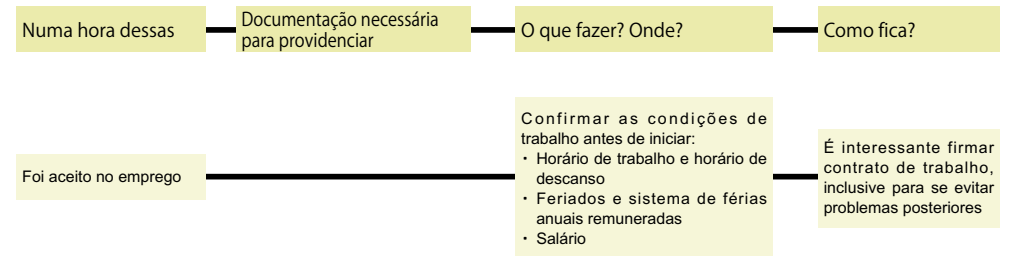 Numa hora dessas
Documentação necessária
para providenciar
O que fazer? Onde?
Como fica?
Foi aceito no emprego
Confirmar as condições de
trabalho antes de iniciar:
・ Horário de trabalho e horário de
descanso
・ Feriados e sistema de férias
anuais remuneradas
・ Salário
É interessante firmar
contrato de trabalho,
inclusive para se evitar
problemas posteriores